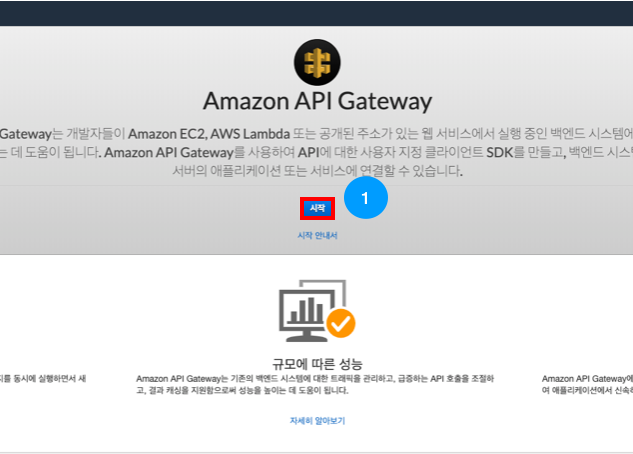 Amazon API Gateway
Gateway는 개발자들이 Amazon EC2, AWS Lambda 또는 공개된 주소가 있는 웹 서비스에서 실행 중인 백엔드 시스템에
는 데 도움이 됩니다. Amazon API Gateway를 사용하여 API에 대한 사용자 지정 클라이언트 SDK를 만들고, 백엔드 시스
서버의 애플리케이션 또는 서비스에 연결할 수 있습니다.
시작
1
시작 안내서
규모에 따른 성능
지를 동시에 실행하면서 새
Amazon API Gateway는 기존의 백엔드 시스템에 대한 트래픽을 관리하고, 급증하는 API 호출을 조절하
고, 결과 캐싱을 지원함으로써 성능을 높이는 데 도움이 됩니다.
Amazon API Gateway에
여 애플리케이션에서 신속하
자세히 알아보기